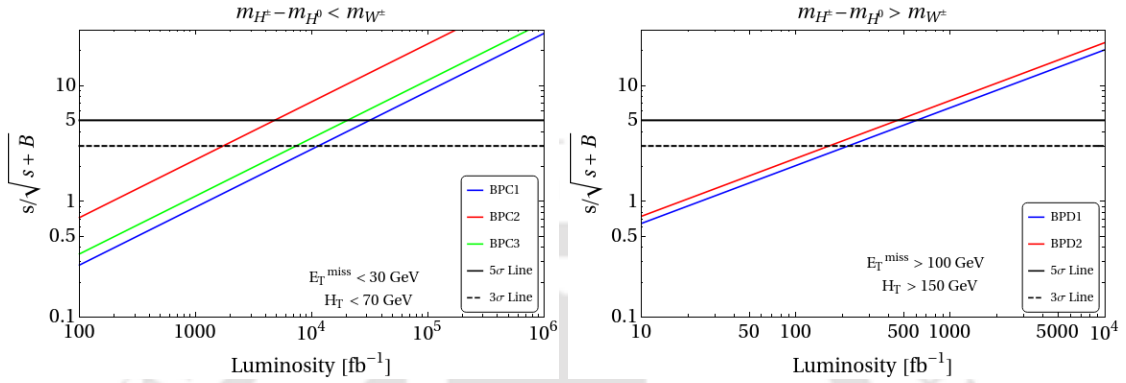 m_{H^±}−m_{H^0} < m_{W^±}
10
5
1
0.5
0.1
s/√s + B
BPC1
BPC2
BPC3
5σ Line
3σ Line
E_T^{miss} < 30 GeV
H_T < 70 GeV
100 1000 10^4 10^5 10^6
Luminosity [fb^{−1}]
m_{H^±}−m_{H^0} > m_{W^±}
10
5
1
0.5
0.1
s/√s + B
BPD1
BPD2
5σ Line
3σ Line
E_T^{miss} > 100 GeV
H_T > 150 GeV
10 50 100 500 1000 5000 10^4
Luminosity [fb^{−1}]